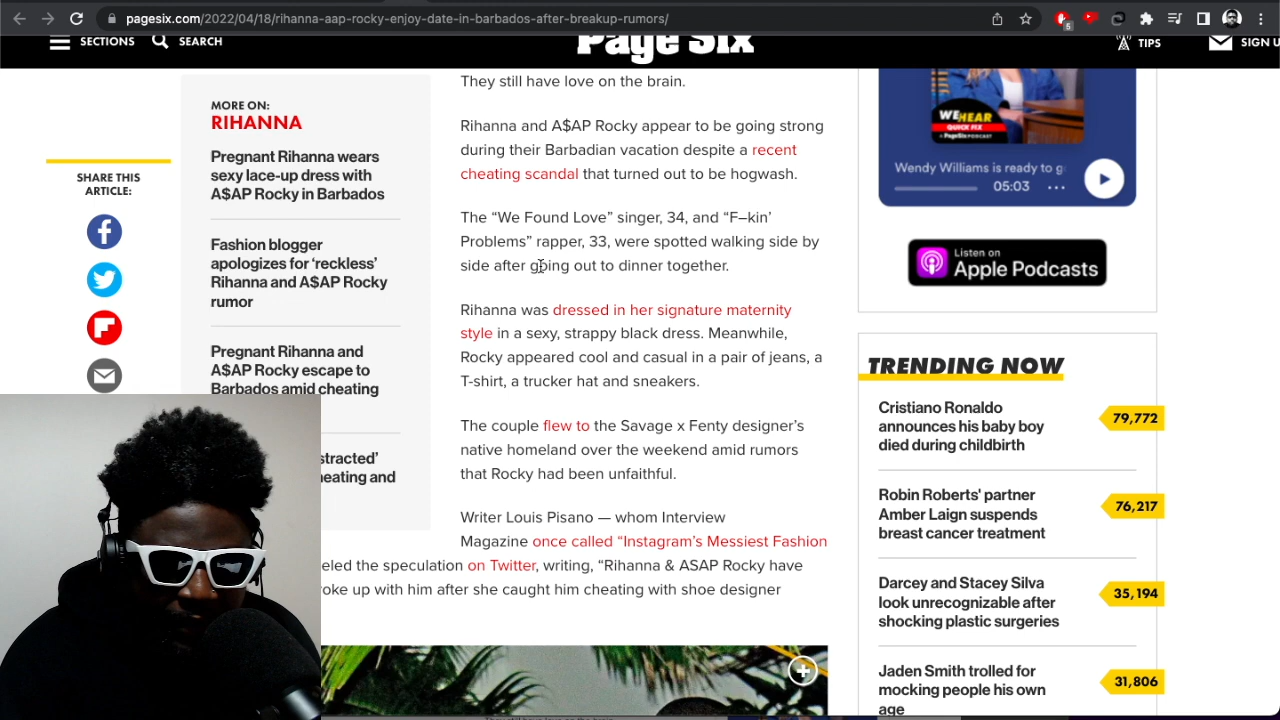 pagesix.com/2022/04/18/rihanna-aap-rocky-enjoy-date-in-barbados-after-breakup-rumors/
5
SECTIONS
SEARCH
Page Six
TIPS
SIGN U
SHARE THIS
ARTICLE:
MORE ON:
RIHANNA
Pregnant Rihanna wears
sexy lace-up dress with
A$AP Rocky in Barbados
Fashion blogger
apologizes for ‘reckless’
Rihanna and A$AP Rocky
rumor
Pregnant Rihanna and
A$AP Rocky escape to
Barbados amid cheating
stracted’
eating and
They still have love on the brain.
Rihanna and A$AP Rocky appear to be going strong
during their Barbadian vacation despite a recent
cheating scandal that turned out to be hogwash.
The “We Found Love” singer, 34, and “F–kin’
Problems” rapper, 33, were spotted walking side by
side after going out to dinner together.
Rihanna was dressed in her signature maternity
style in a sexy, strappy black dress. Meanwhile,
Rocky appeared cool and casual in a pair of jeans, a
T-shirt, a trucker hat and sneakers.
The couple flew to the Savage x Fenty designer’s
native homeland over the weekend amid rumors
that Rocky had been unfaithful.
Writer Louis Pisano — whom Interview
Magazine once called “Instagram’s Messiest Fashion
eled the speculation on Twitter, writing, “Rihanna & ASAP Rocky have
oke up with him after she caught him cheating with shoe designer
WE HEAR
QUICK FIX
Wendy Williams is ready to g
05:03
Listen on
Apple Podcasts
TRENDING NOW
Cristiano Ronaldo
announces his baby boy
died during childbirth
79,772
Robin Roberts' partner
Amber Laign suspends
breast cancer treatment
76,217
Darcey and Stacey Silva
look unrecognizable after
shocking plastic surgeries
35,194
Jaden Smith trolled for
mocking people his own
age
31,806